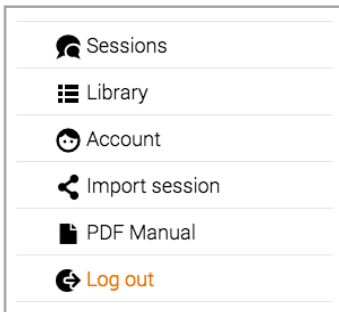 Sessions
Library
Account
Import session
PDF Manual
Log out